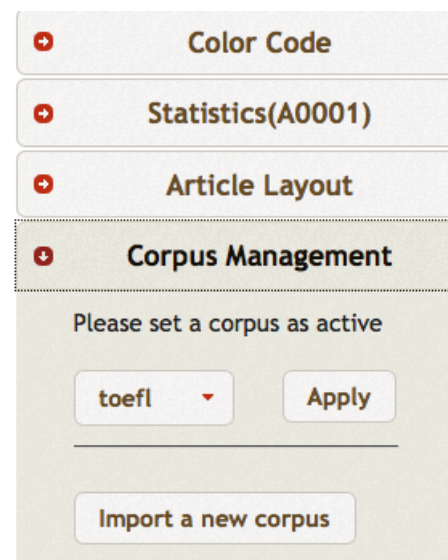 Color Code
Statistics(A0001)
Article Layout
Corpus Management
Please set a corpus as active
toefl Apply
Import a new corpus